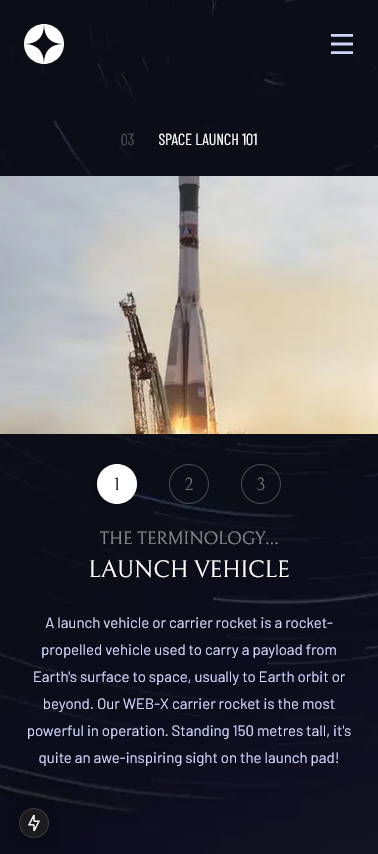 03 SPACE LAUNCH 101
1 2 3
THE TERMINOLOGY...
LAUNCH VEHICLE
A launch vehicle or carrier rocket is a rocket-
propelled vehicle used to carry a payload from
Earth's surface to space, usually to Earth orbit or
beyond. Our WEB-X carrier rocket is the most
powerful in operation. Standing 150 metres tall, it's
quite an awe-inspiring sight on the launch pad!